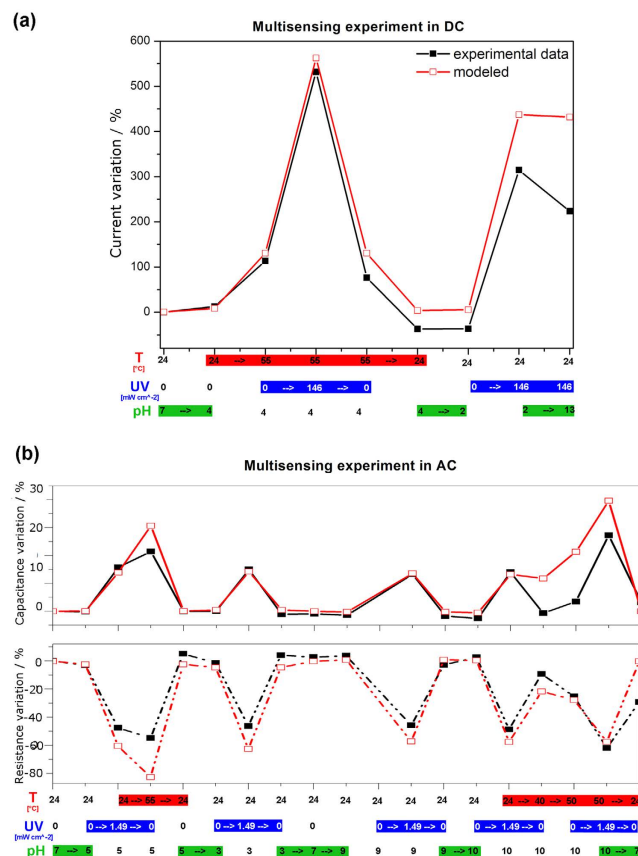 (a)
Multisensing experiment in DC
experimental data
modeled
Current variation / %
600
500
400
300
200
100
0
T 24 24 --> 55 55 55 --> 24 24 24 24
[°C]
UV 0 0 0 --> 146 --> 0 0 --> 146 146
[mW cm^-2]
pH 7 --> 4 4 4 4 4 --> 2 2 --> 13
(b)
Multisensing experiment in AC
Capacitance variation / %
30
20
10
0
Resistance variation / %
0
-20
-40
-60
-80
T 24 24 24 --> 55 --> 24 24 24 24 24 24 24 24 24 24 24 --> 40 --> 50 50 --> 24
[°C]
UV 0 0 --> 1.49 --> 0 0 0 --> 1.49 --> 0 0 0 --> 1.49 --> 0 0 --> 1.49 --> 0 0 --> 1.49 --> 0
[mW cm^-2]
pH 7 --> 5 5 5 5 --> 3 3 3 --> 7 --> 9 9 9 9 --> 10 10 10 10 --> 7